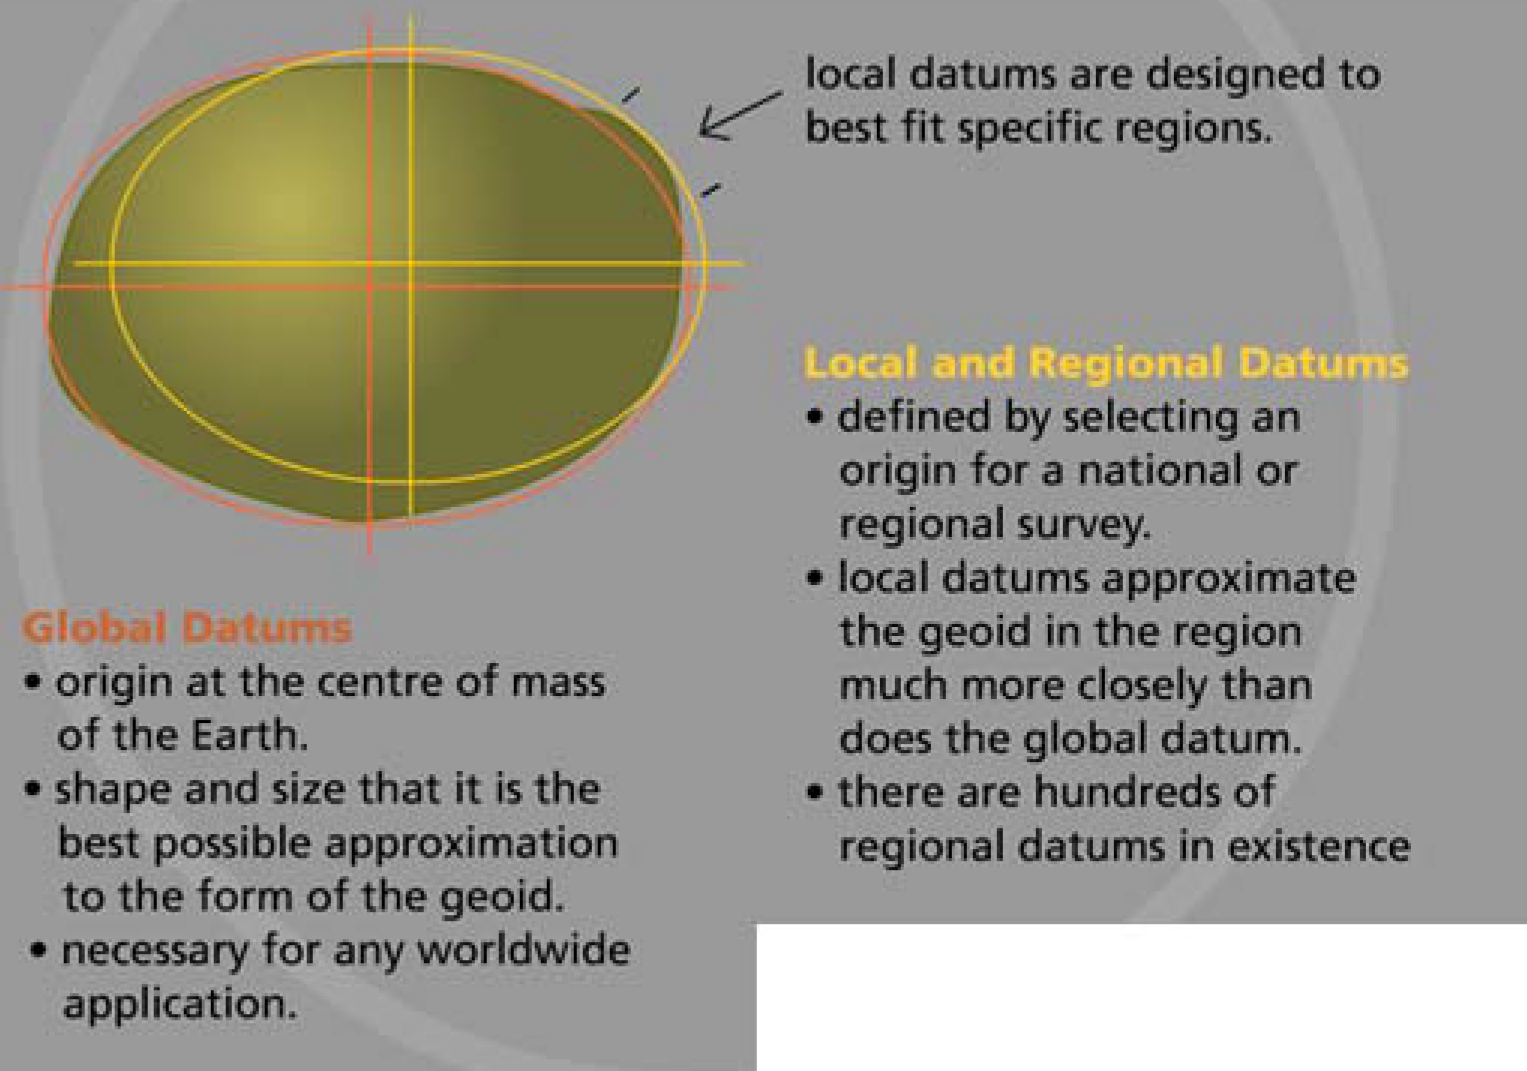 local datums are designed to
best fit specific regions.
Local and Regional Datums
• defined by selecting an
origin for a national or
regional survey.
• local datums approximate
the geoid in the region
much more closely than
does the global datum.
• there are hundreds of
regional datums in existence
Global Datums
• origin at the centre of mass
of the Earth.
• shape and size that it is the
best possible approximation
to the form of the geoid.
• necessary for any worldwide
application.